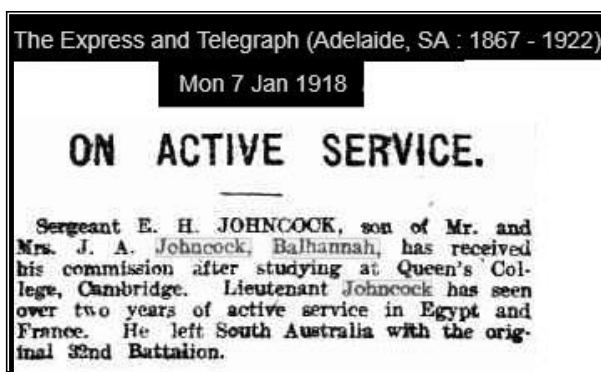 The Express and Telegraph (Adelaide, SA : 1867 - 1922)
Mon 7 Jan 1918
ON ACTIVE SERVICE.
Sergeant E. H. JOHNCOCK, son of Mr. and
Mrs. J. A. Johncock, Balhannah, has received
his commission after studying at Queen's Col-
lege, Cambridge. Lieutenant Johncock has seen
over two years of active service in Egypt and
France. He left South Australia with the orig-
inal 32nd Battalion.